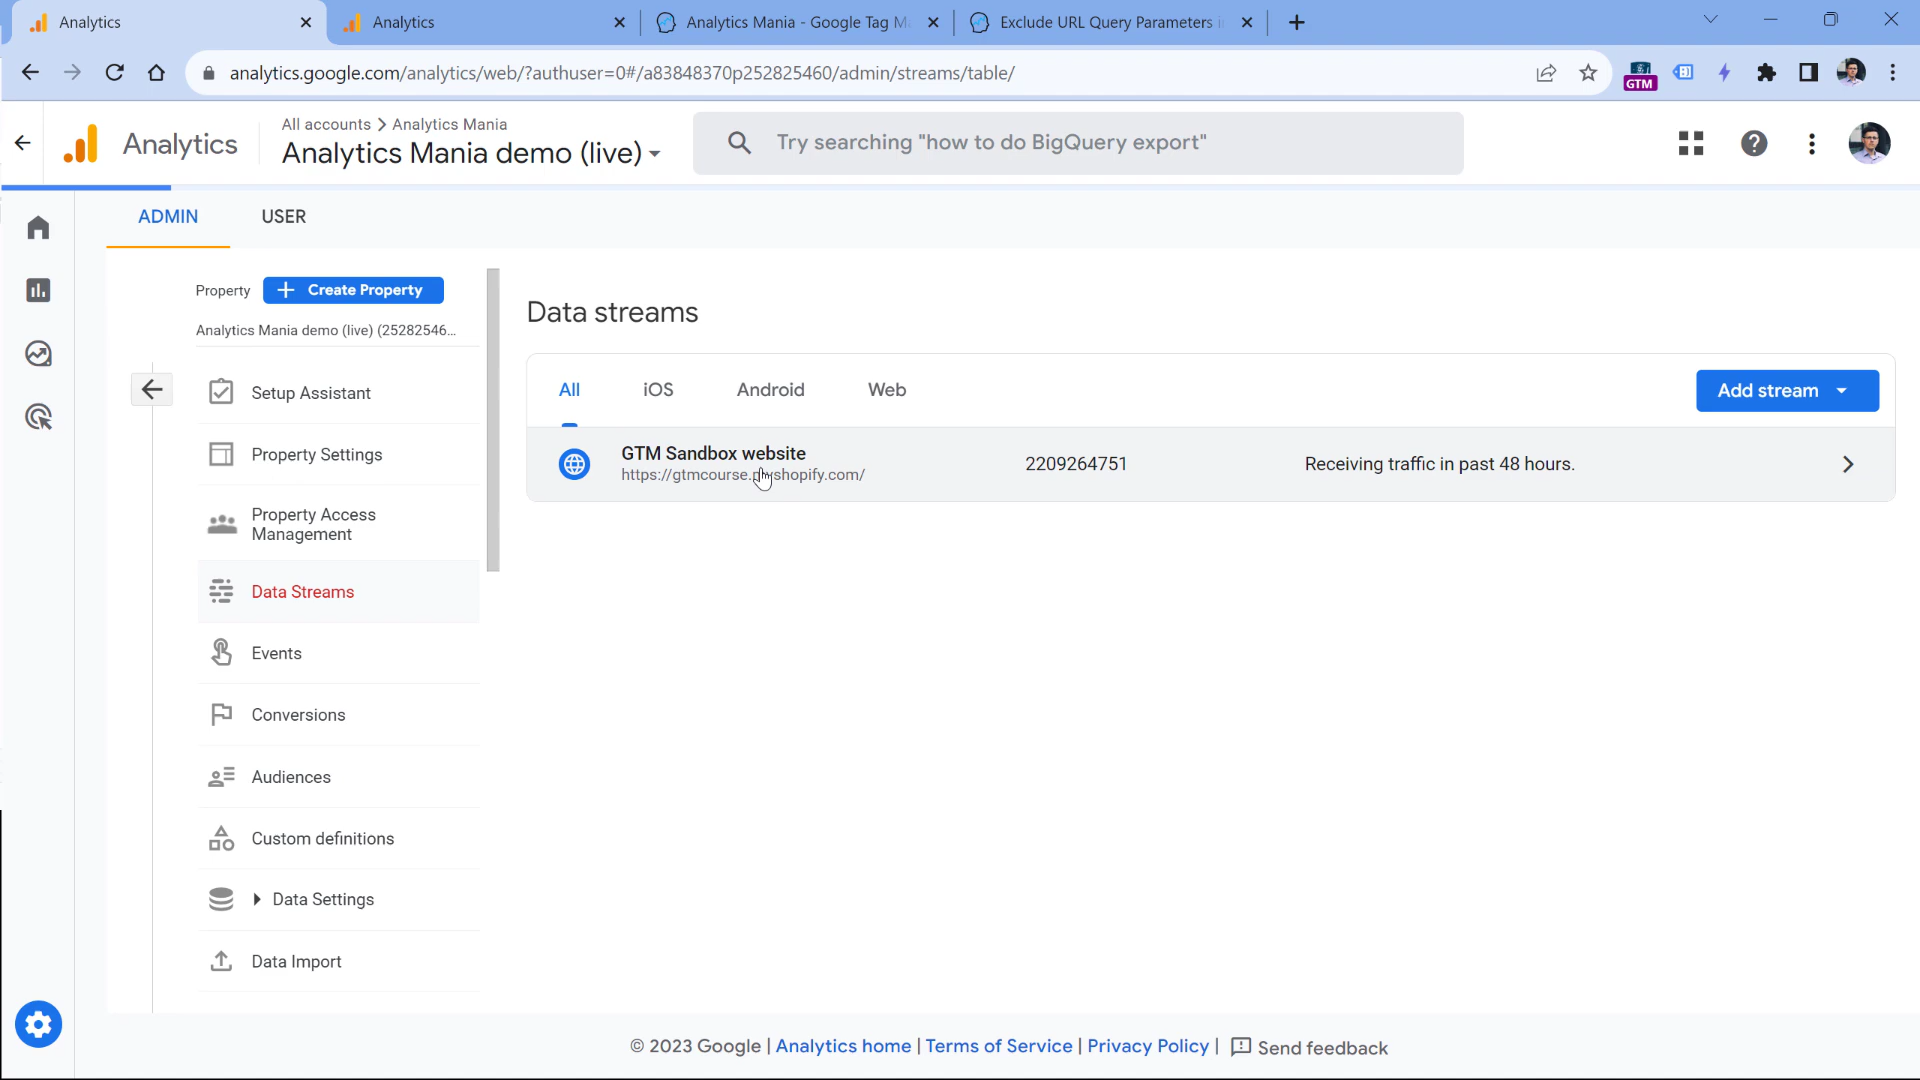 Analytics
Analytics
Analytics Mania - Google Tag M
Exclude URL Query Parameters i
analytics.google.com/analytics/web/?authuser=0#/a83848370p252825460/admin/streams/table/
GTM
Analytics
All accounts > Analytics Mania
Analytics Mania demo (live)
Try searching "how to do BigQuery export"
ADMIN
USER
Property
+ Create Property
Analytics Mania demo (live) (25282546...
Setup Assistant
Property Settings
Property Access
Management
Data Streams
Events
Conversions
Audiences
Custom definitions
Data Settings
Data Import
Data streams
All
iOS
Android
Web
Add stream
GTM Sandbox website
https://gtmcourse.myshopify.com/
2209264751
Receiving traffic in past 48 hours.
© 2023 Google | Analytics home | Terms of Service | Privacy Policy | Send feedback